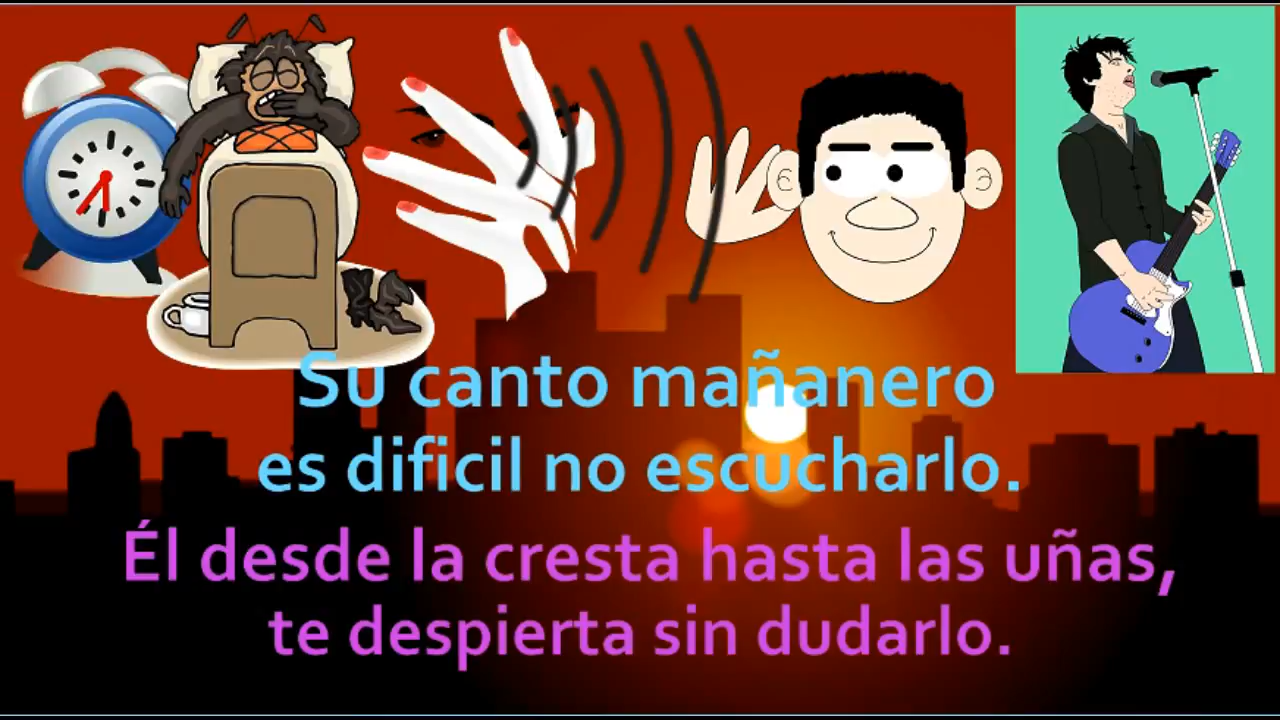 Su canto mañanero
es dificil no escucharlo.
Él desde la cresta hasta las uñas,
te despierta sin dudarlo.